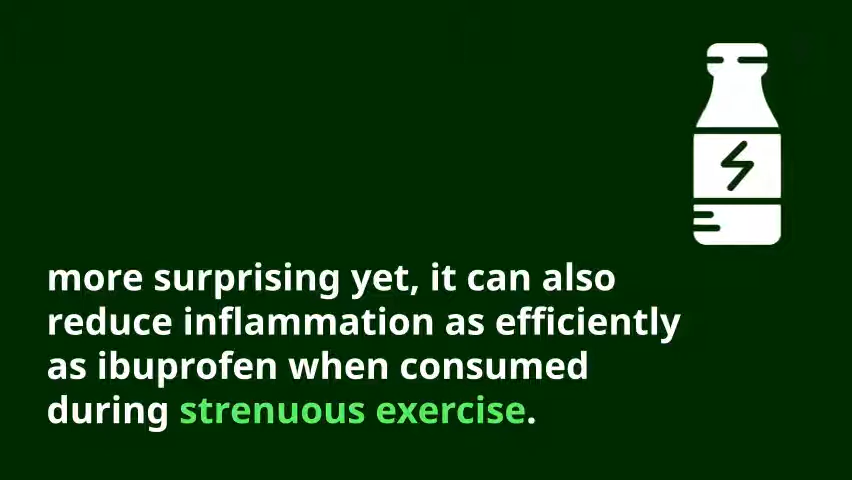 more surprising yet, it can also
reduce inflammation as efficiently
as ibuprofen when consumed
during strenuous exercise.